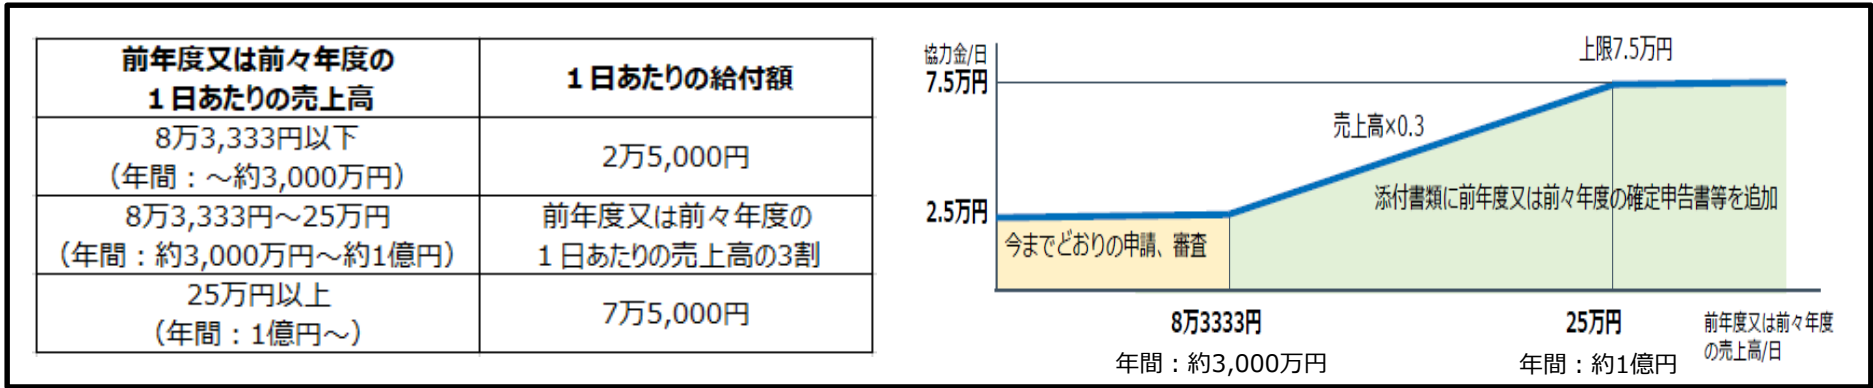 前年度又は前々年度の
１日あたりの売上高
１日あたりの給付額
8万3,333円以下
（年間：～約3,000万円）
2万5,000円
8万3,333円～25万円
（年間：約3,000万円～約1億円）
前年度又は前々年度の
１日あたりの売上高の3割
25万円以上
（年間：1億円～）
7万5,000円
協力金/日
7.5万円
上限7.5万円
売上高×0.3
添付書類に前年度又は前々年度の確定申告書等を追加
2.5万円
今までどおりの申請、審査
8万3333円
年間：約3,000万円
25万円
年間：約1億円
前年度又は前々年度
の売上高/日